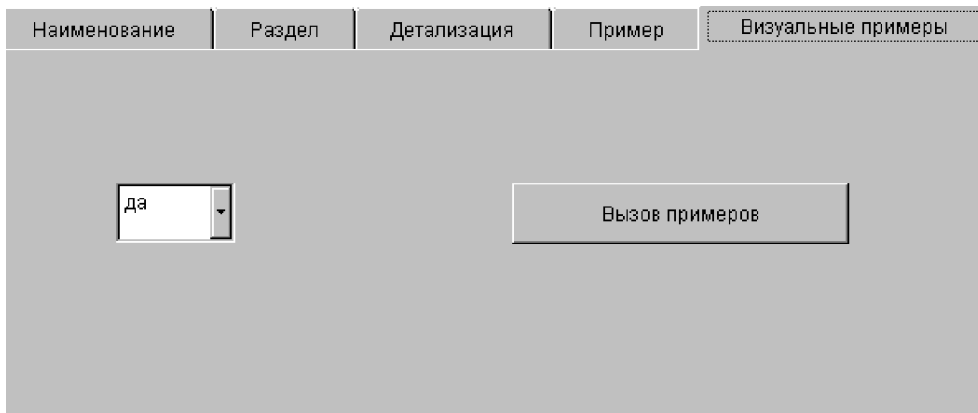 Наименование Раздел Детализация Пример Визуальные примеры
да
Вызов примеров